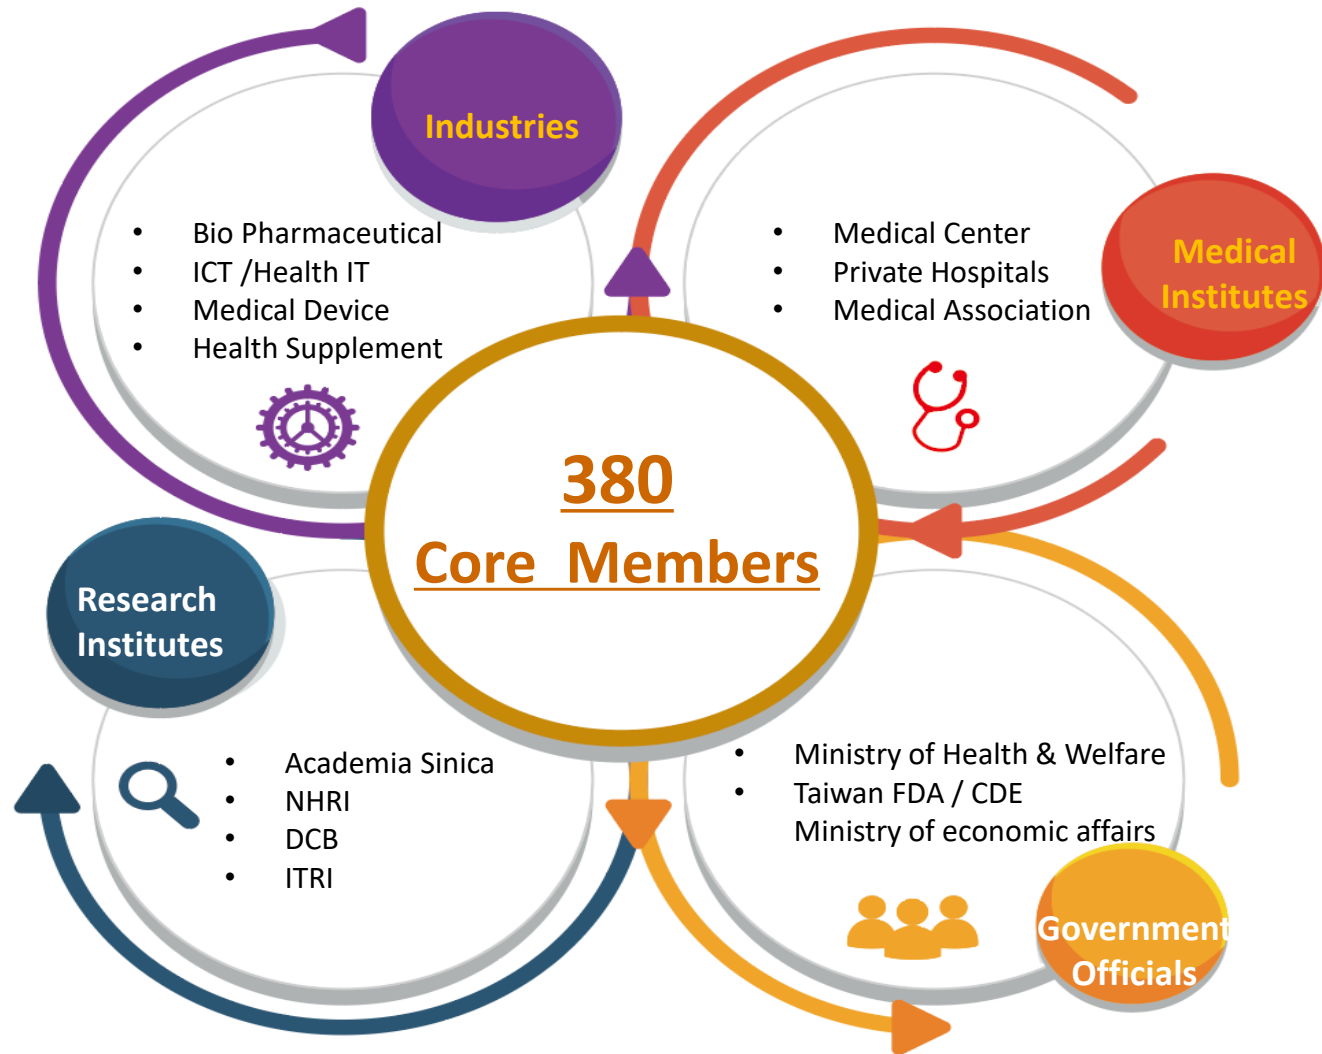 Industries
• Bio Pharmaceutical
• ICT /Health IT
• Medical Device
• Health Supplement
Medical
Institutes
• Medical Center
• Private Hospitals
• Medical Association
380
Core Members
Research
Institutes
• Academia Sinica
• NHRI
• DCB
• ITRI
• Ministry of Health & Welfare
• Taiwan FDA / CDE
Ministry of economic affairs
Government
Officials